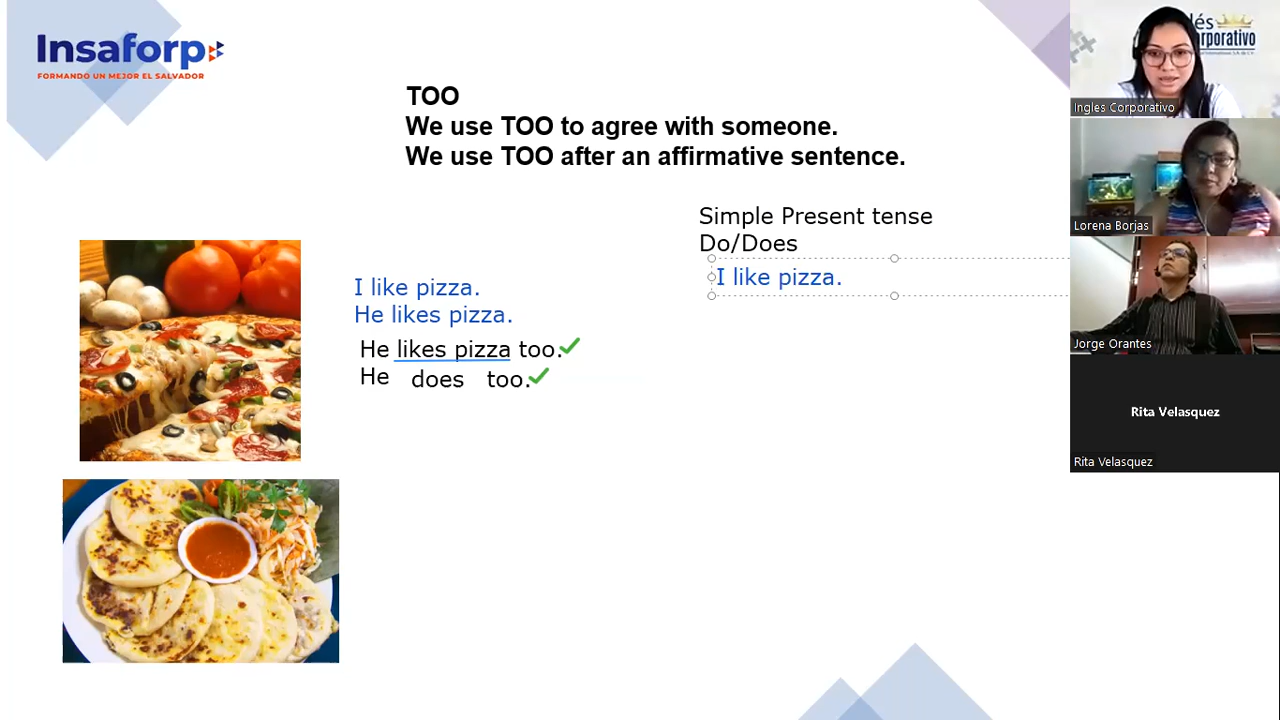 Insaforp
FORMANDO UN MEJOR EL SALVADOR
TOO
We use TOO to agree with someone.
We use TOO after an affirmative sentence.
Simple Present tense
Do/Does
I like pizza.
I like pizza.
He likes pizza.
He likes pizza too.
He does too.
lés
rporativo
Ingles Corporativo
Lorena Borjas
Jorge Orantes
Rita Velasquez
Rita Velasquez